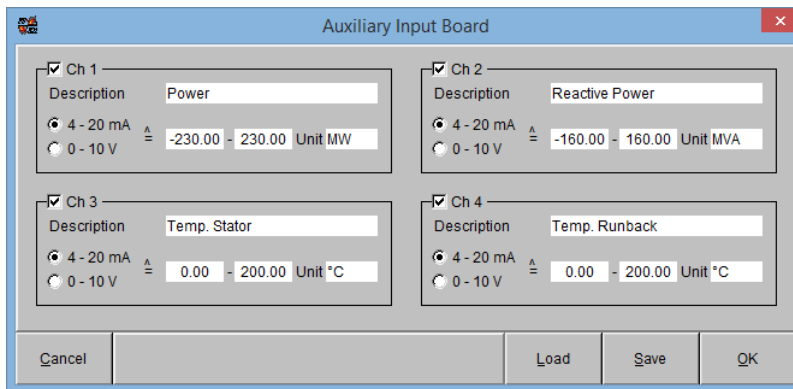 Auxiliary Input Board
Ch 1
Description Power
4 - 20 mA
0 - 10 V
≙ -230.00 - 230.00 Unit MW
Ch 2
Description Reactive Power
4 - 20 mA
0 - 10 V
≙ -160.00 - 160.00 Unit MVA
Ch 3
Description Temp. Stator
4 - 20 mA
0 - 10 V
≙ 0.00 - 200.00 Unit °C
Ch 4
Description Temp. Runback
4 - 20 mA
0 - 10 V
≙ 0.00 - 200.00 Unit °C
Cancel Load Save OK